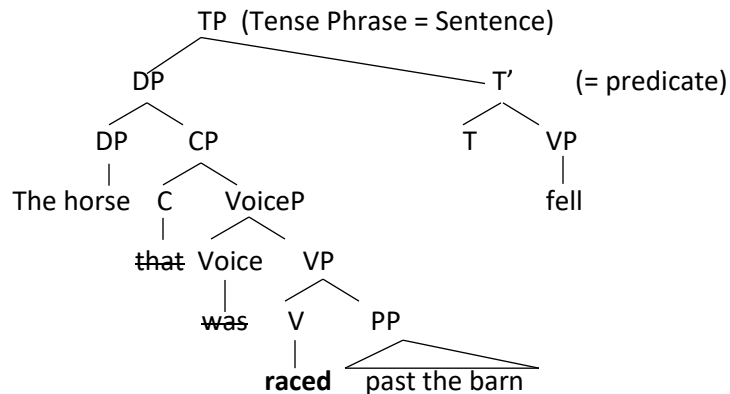 TP (Tense Phrase = Sentence)
DP T’ (= predicate)
DP CP T VP
The horse C VoiceP fell
that Voice VP
was V PP
raced past the barn